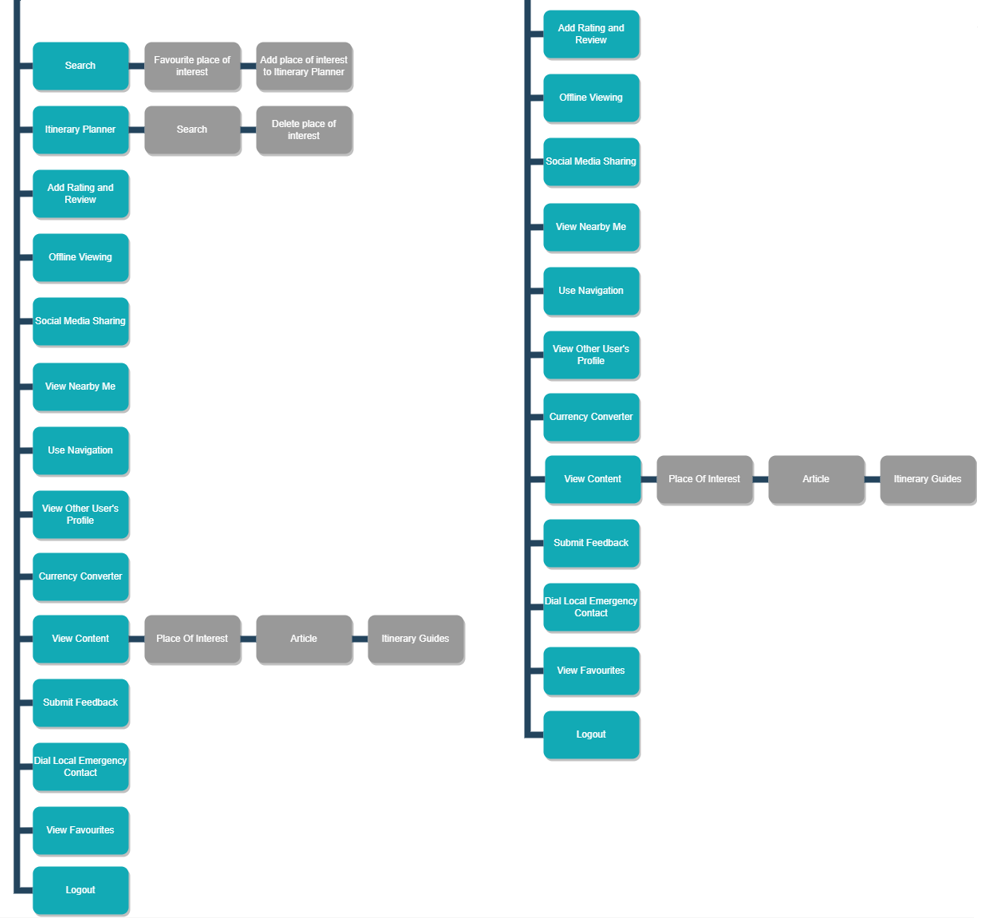 Search
Favourite place of
interest
Add place of interest
to Itinerary Planner
Itinerary Planner
Search
Delete place of
interest
Add Rating and
Review
Offline Viewing
Social Media Sharing
View Nearby Me
Use Navigation
View Other User's
Profile
Currency Converter
View Content
Place Of Interest
Article
Itinerary Guides
Submit Feedback
Dial Local Emergency
Contact
View Favourites
Logout
Add Rating and
Review
Offline Viewing
Social Media Sharing
View Nearby Me
Use Navigation
View Other User's
Profile
Currency Converter
View Content
Place Of Interest
Article
Itinerary Guides
Submit Feedback
Dial Local Emergency
Contact
View Favourites
Logout